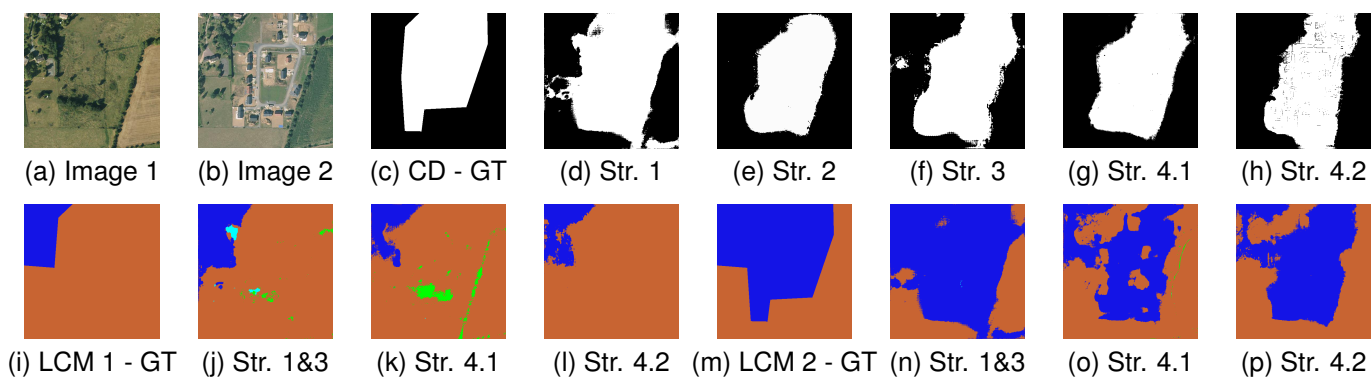 (a) Image 1 (b) Image 2 (c) CD - GT (d) Str. 1 (e) Str. 2 (f) Str. 3 (g) Str. 4.1 (h) Str. 4.2
(i) LCM 1 - GT (j) Str. 1&3 (k) Str. 4.1 (l) Str. 4.2 (m) LCM 2 - GT (n) Str. 1&3 (o) Str. 4.1 (p) Str. 4.2